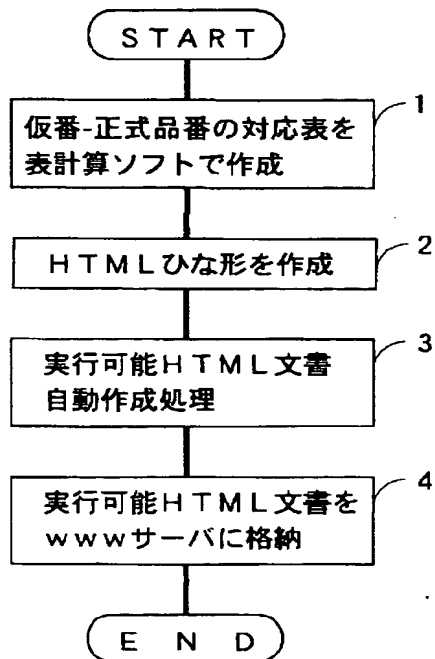 START
1
仮番-正式品番の対応表を
表計算ソフトで作成
2
HTMLひな形を作成
3
実行可能HTML文書
自動作成処理
4
実行可能HTML文書を
wwwサーバに格納
END